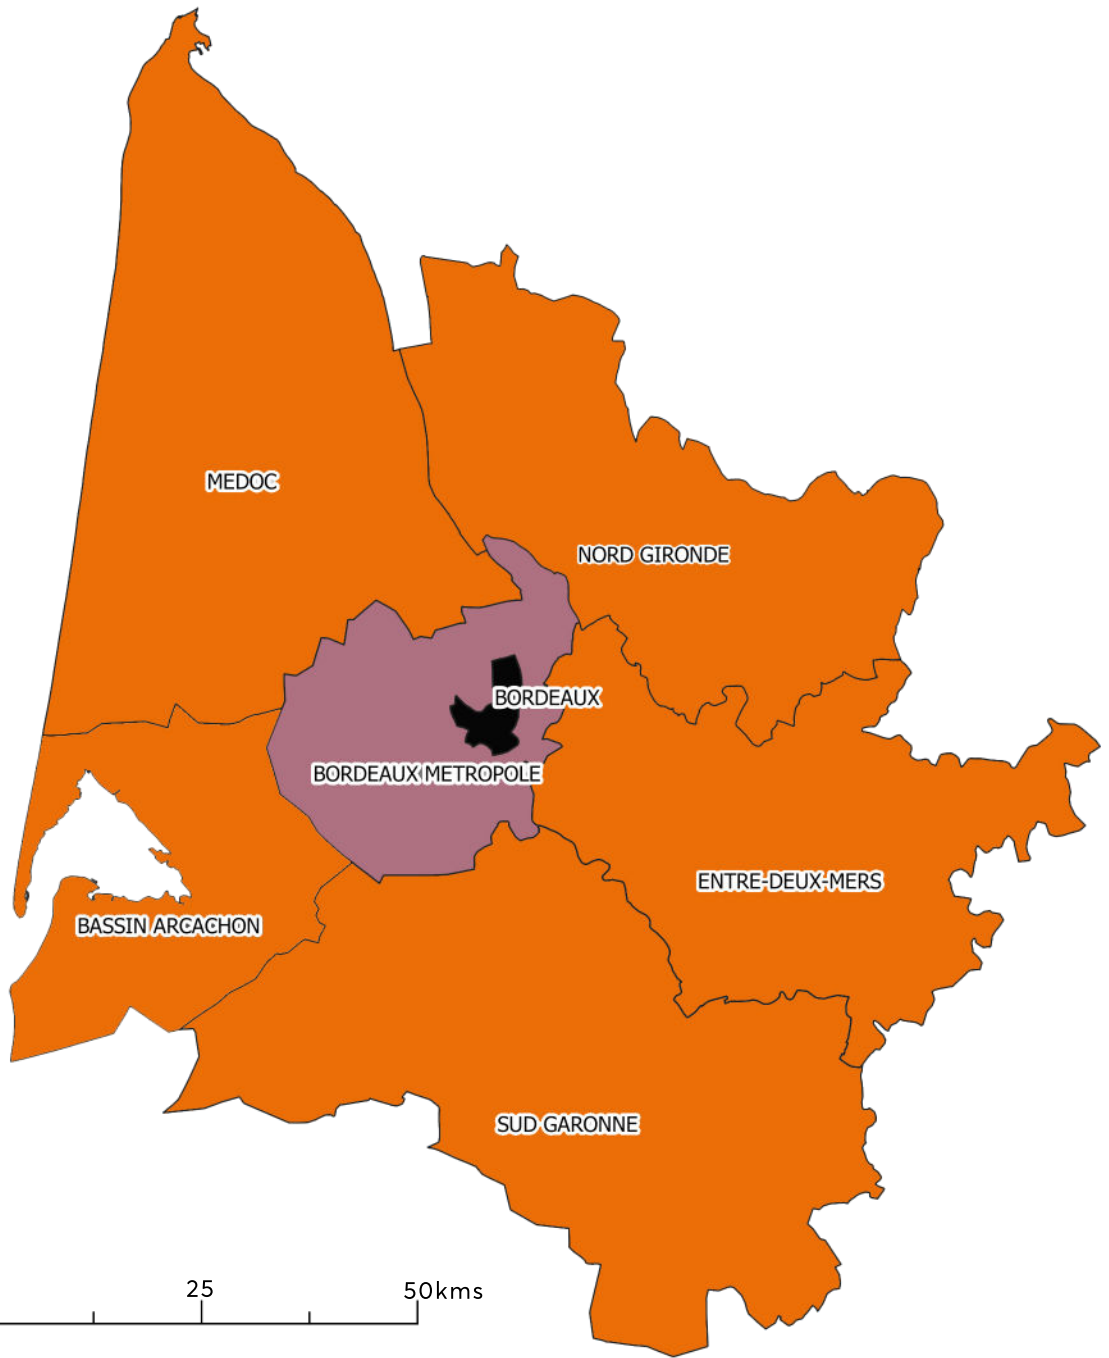 MEDOC
NORD GIRONDE
BORDEAUX
BORDEAUX METROPOLE
ENTRE-DEUX-MERS
BASSIN ARCACHON
SUD GARONNE
25 50kms